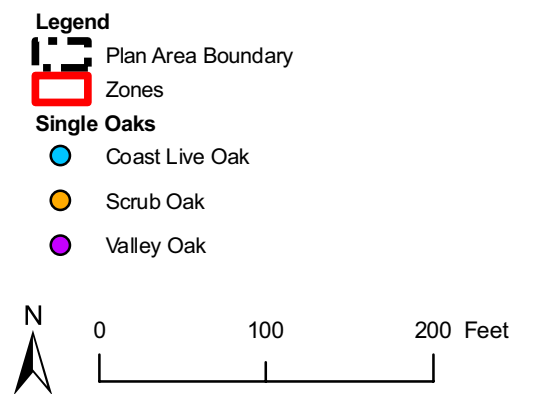 Legend
Plan Area Boundary
Zones
Single Oaks
Coast Live Oak
Scrub Oak
Valley Oak
N
0 100 200 Feet